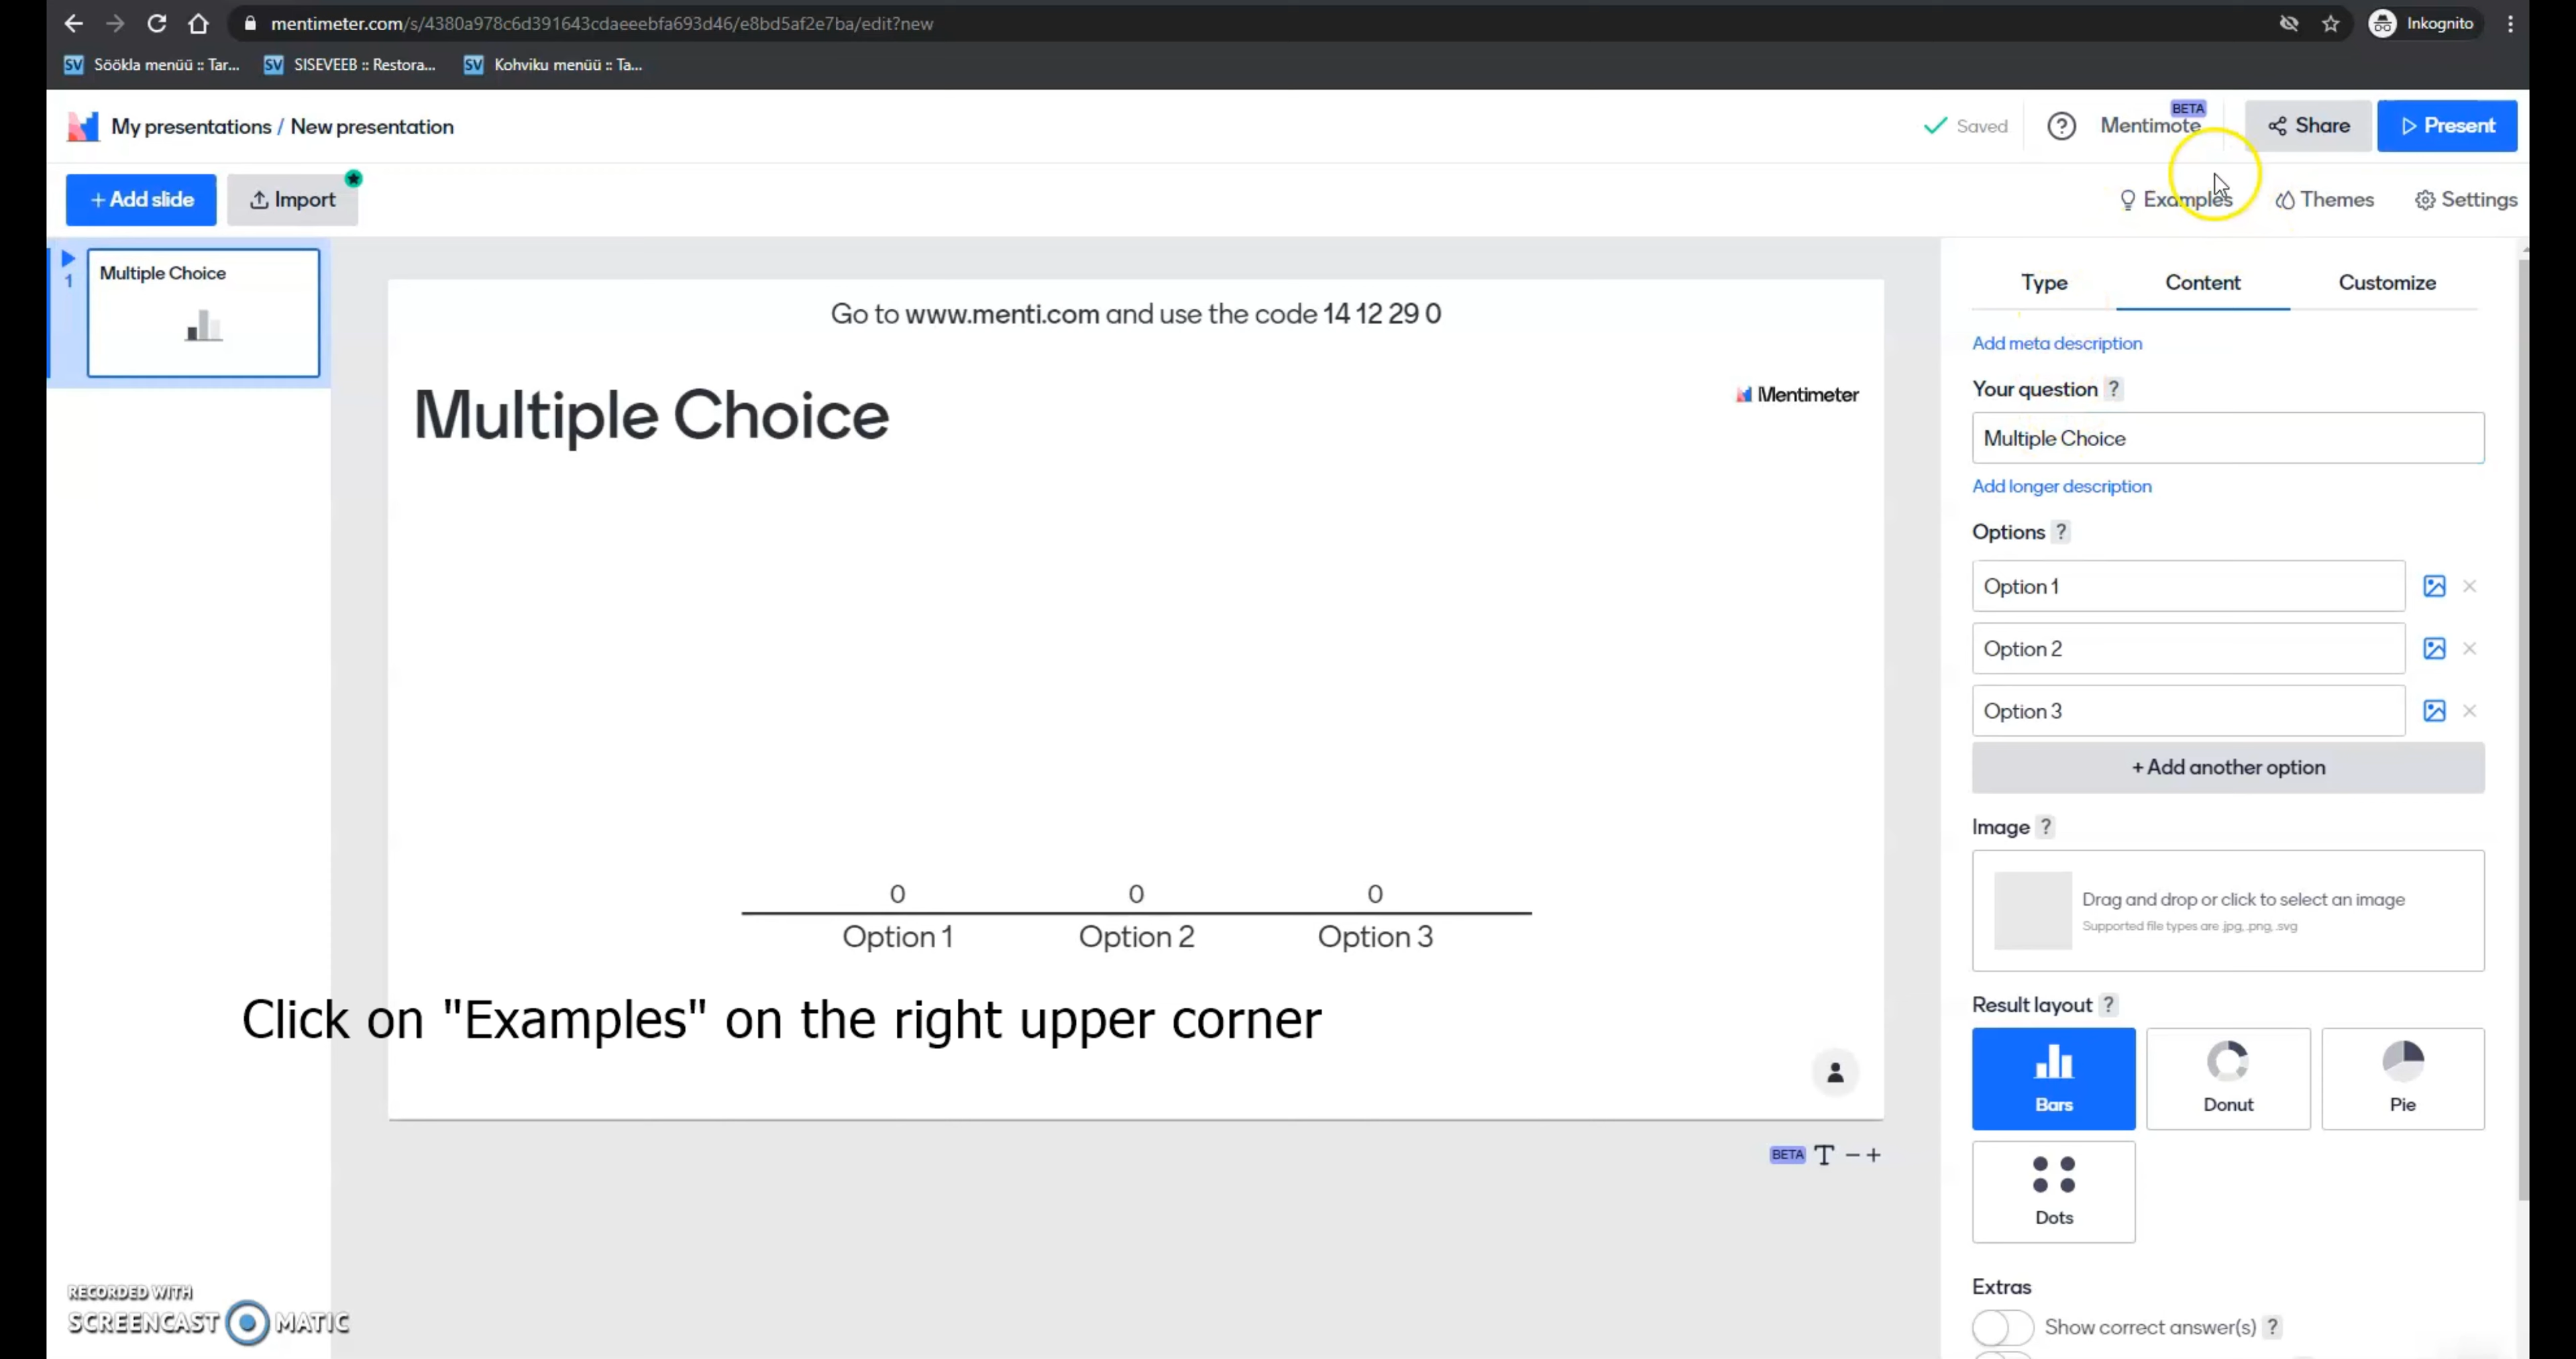 mentimeter.com/s/4380a978c6d391643cdaeeebfa693d46/e8bd5af2e7ba/edit?new
Inkognito
SV Söökla menüü :: Tar...
SV SISEVEEB :: Restora...
SV Kohviku menüü :: Ta...
My presentations / New presentation
Saved
?
Mentimote
BETA
Share
Present
+ Add slide
Import
Examples
Themes
Settings
1
Multiple Choice
Go to www.menti.com and use the code 14 12 29 0
Multiple Choice
Mentimeter
0 0 0
Option 1 Option 2 Option 3
Click on "Examples" on the right upper corner
BETA T − +
Type Content Customize
Add meta description
Your question ?
Multiple Choice
Add longer description
Options ?
Option 1
Option 2
Option 3
+ Add another option
Image ?
Drag and drop or click to select an image
Supported file types are .jpg, .png, .svg
Result layout ?
Bars Donut Pie
Dots
Extras
Show correct answer(s) ?
RECORDED WITH
SCREENCAST MATIC